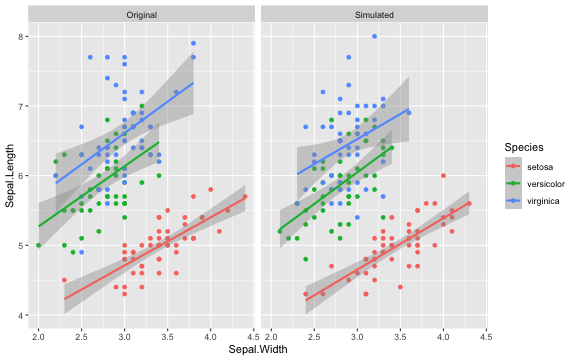 Original Simulated
8
7
6
5
4
2.0 2.5 3.0 3.5 4.0 4.5 2.0 2.5 3.0 3.5 4.0 4.5
Sepal.Width
Sepal.Length
Species
setosa
versicolor
virginica